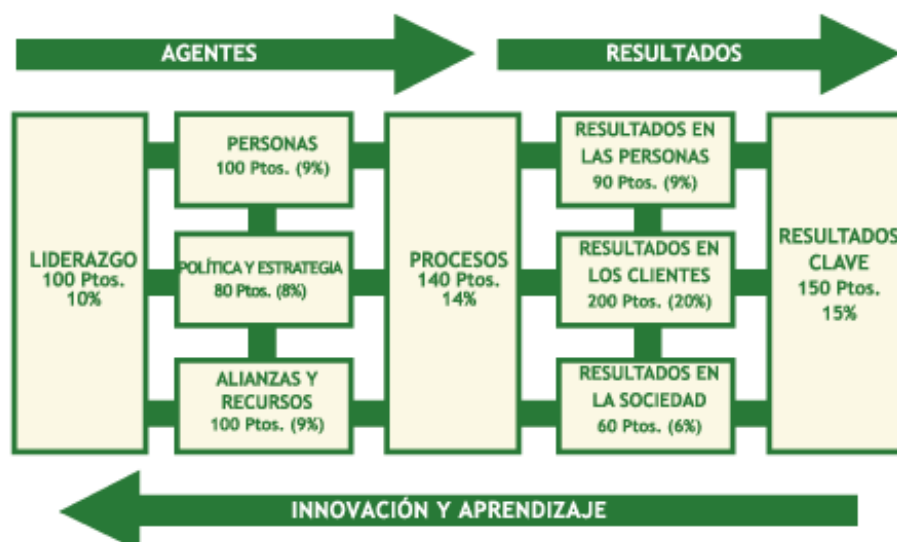 AGENTES
RESULTADOS
LIDERAZGO
100 Ptos.
10%
PERSONAS
100 Ptos. (9%)
POLÍTICA Y ESTRATEGIA
80 Ptos. (8%)
ALIANZAS Y
RECURSOS
100 Ptos. (9%)
PROCESOS
140 Ptos.
14%
RESULTADOS EN
LAS PERSONAS
90 Ptos. (9%)
RESULTADOS EN
LOS CLIENTES
200 Ptos. (20%)
RESULTADOS EN
LA SOCIEDAD
60 Ptos. (6%)
RESULTADOS
CLAVE
150 Ptos.
15%
INNOVACIÓN Y APRENDIZAJE